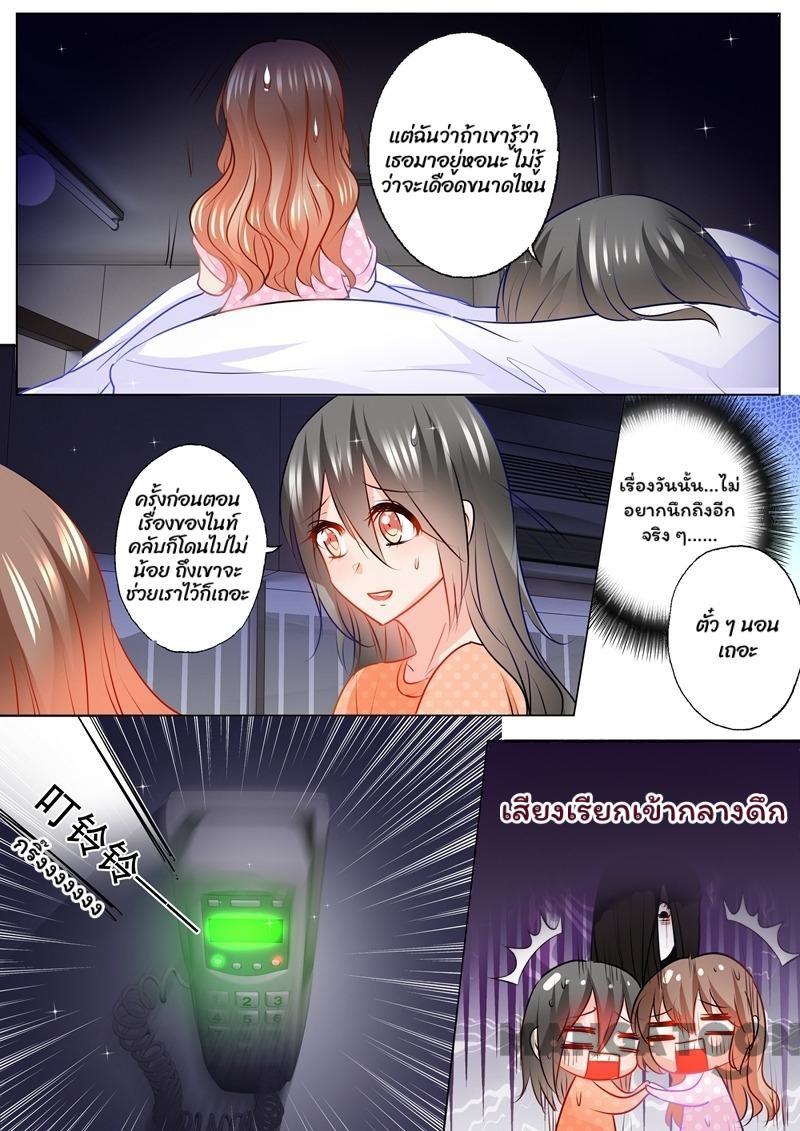 แต่ฉันว่าถ้าเขารู้ว่า
เธอมาอยู่หอนะ ไม่รู้
ว่าจะเดือดขนาดไหน
ครั้งก่อนตอน
เรื่องของไนท์
คลับก็โดนไปไม่
น้อย ถึงเขาจะ
ช่วยเราไว้ก็เถอะ
เรื่องวันนั้น...ไม่
อยากนึกถึงอีก
จริง ๆ......
ตั๋ว ๆ นอน
เถอะ
叮铃铃——
กริ๊งงงงงงง
1 2 3
4 5 6
เสียงเรียกเข้ากลางดึก
MANGATOON